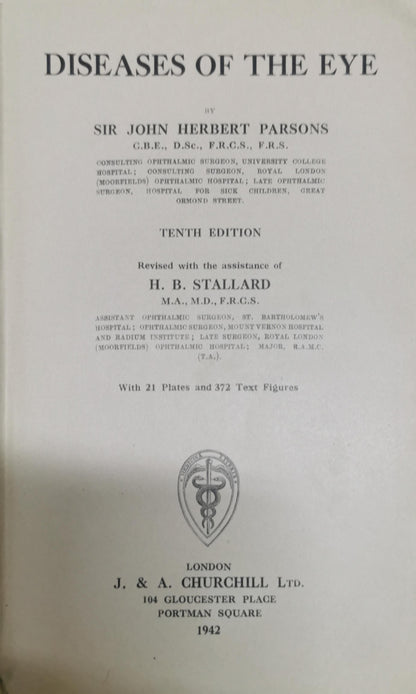 DISEASES OF THE EYE
BY
SIR JOHN HERBERT PARSONS
C.B.E., D.Sc., F.R.C.S., F.R.S.
CONSULTING OPHTHALMIC SURGEON, UNIVERSITY COLLEGE
HOSPITAL; CONSULTING SURGEON, ROYAL LONDON
(MOORFIELDS) OPHTHALMIC HOSPITAL; LATE OPHTHALMIC
SURGEON, HOSPITAL FOR SICK CHILDREN, GREAT
ORMOND STREET.
TENTH EDITION
Revised with the assistance of
H. B. STALLARD
M.A., M.D., F.R.C.S.
ASSISTANT OPHTHALMIC SURGEON, ST. BARTHOLOMEW'S
HOSPITAL; OPHTHALMIC SURGEON, MOUNT VERNON HOSPITAL
AND RADIUM INSTITUTE; LATE SURGEON, ROYAL LONDON
(MOORFIELDS) OPHTHALMIC HOSPITAL; MAJOR, R.A.M.C.
(T.A.).
With 21 Plates and 372 Text Figures
LONDON
J. & A. CHURCHILL LTD.
104 GLOUCESTER PLACE
PORTMAN SQUARE
1942